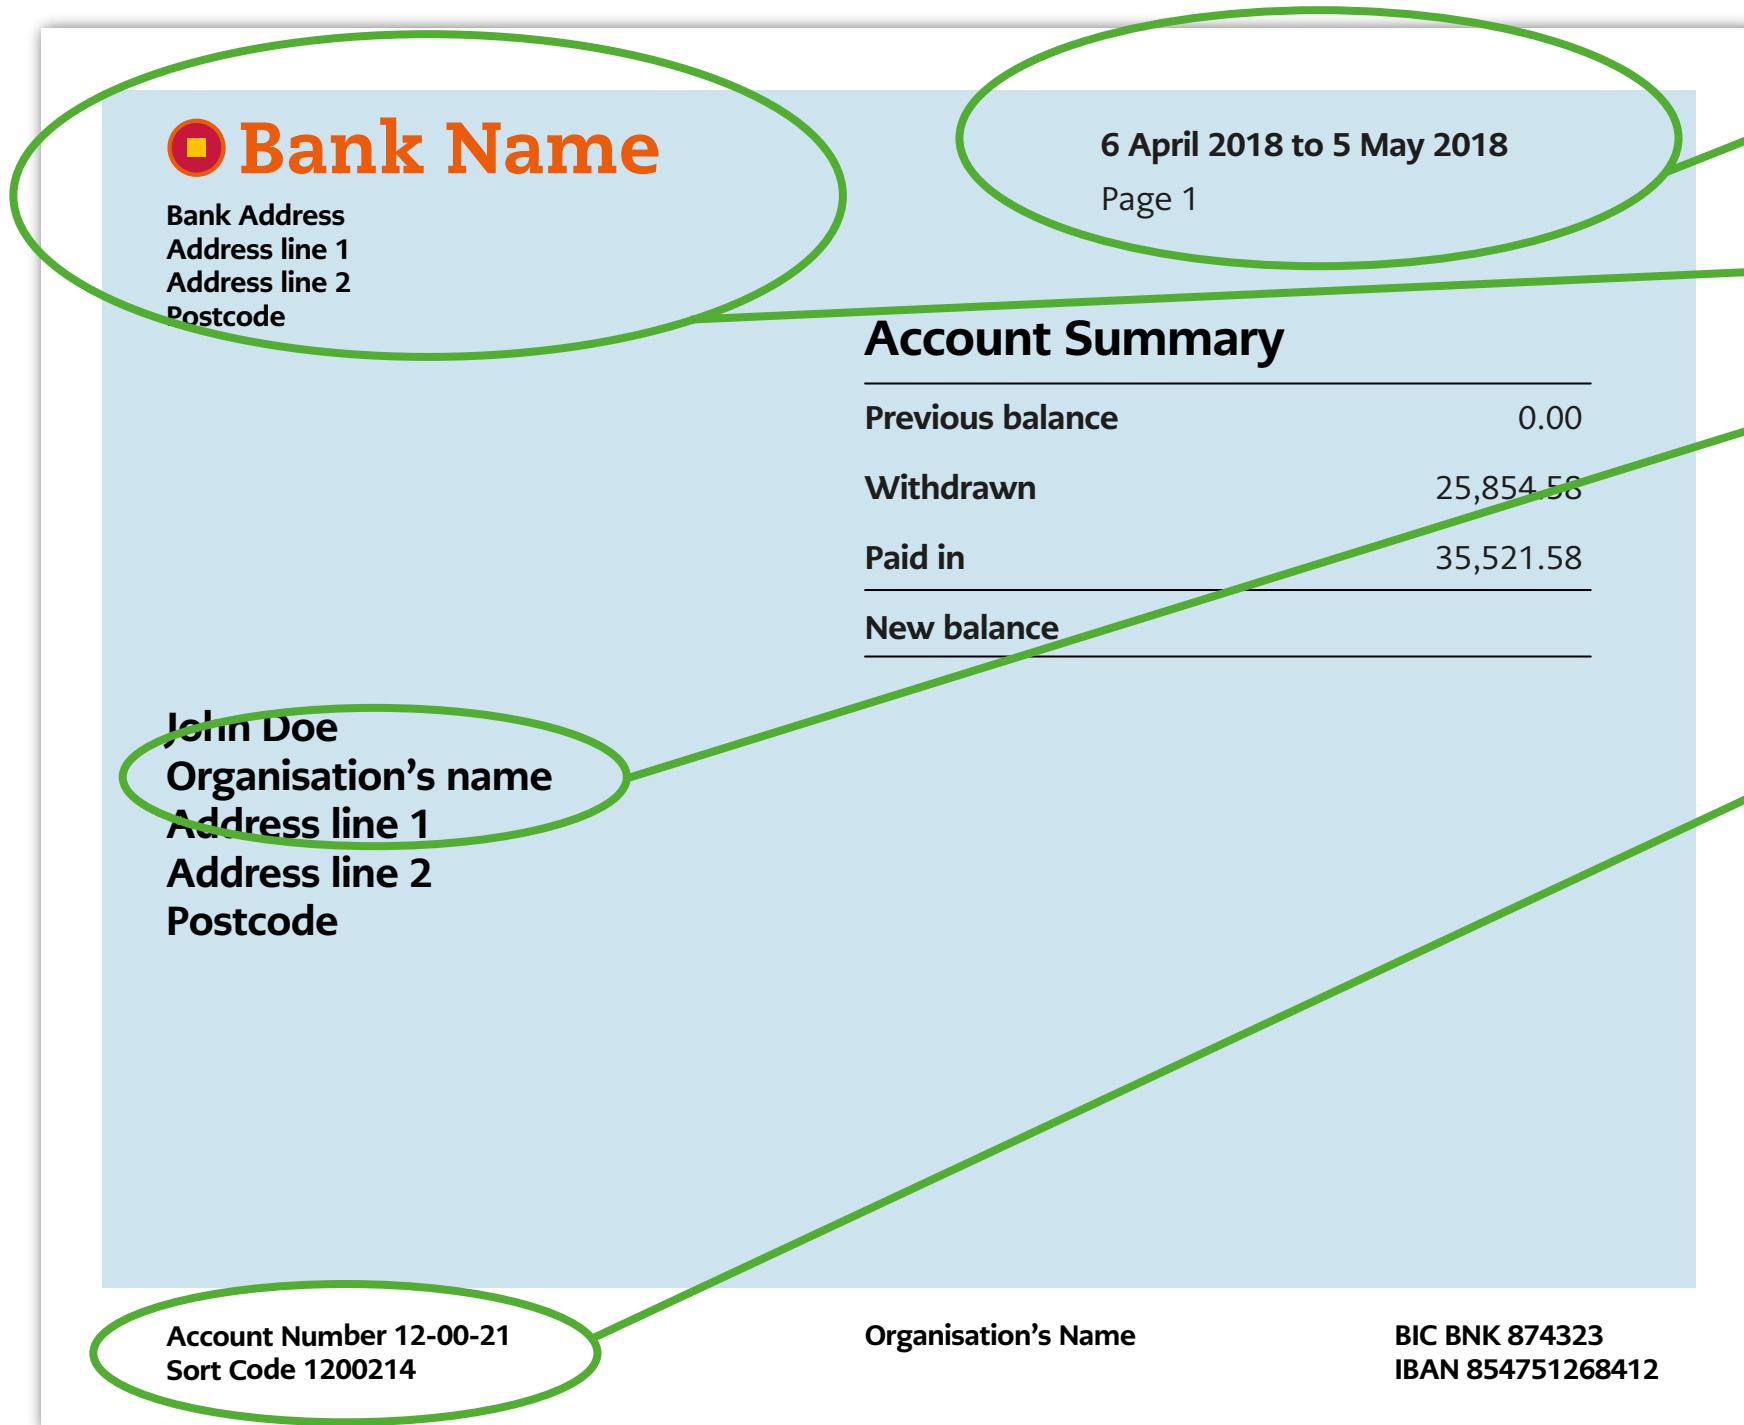 Bank Name
Bank Address
Address line 1
Address line 2
Postcode
6 April 2018 to 5 May 2018
Page 1
Account Summary
Previous balance 0.00
Withdrawn 25,854.58
Paid in 35,521.58
New balance
John Doe
Organisation’s name
Address line 1
Address line 2
Postcode
Account Number 12-00-21
Sort Code 1200214
Organisation’s Name
BIC BNK 874323
IBAN 854751268412